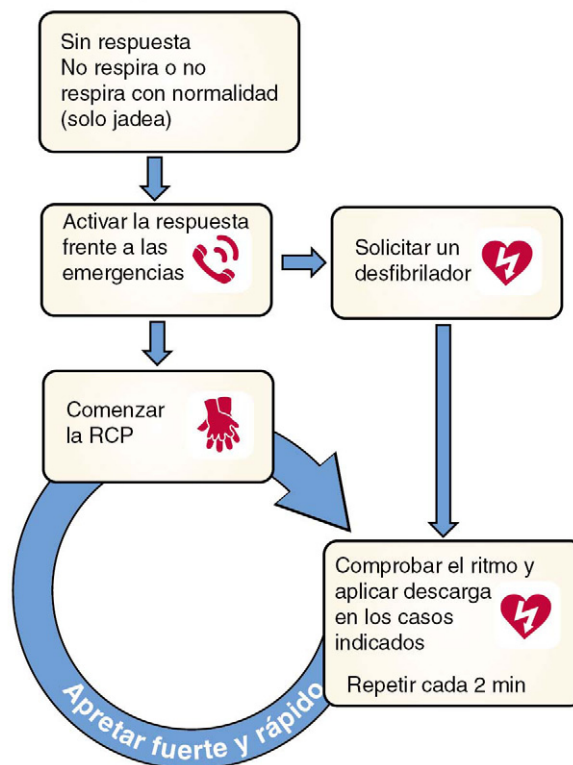 Sin respuesta
No respira o no
respira con normalidad
(solo jadea)
Activar la respuesta
frente a las
emergencias
Solicitar un
desfibrilador
Comenzar
la RCP
Comprobar el ritmo y
aplicar descarga
en los casos
indicados
Repetir cada 2 min
Apretar fuerte y rápido